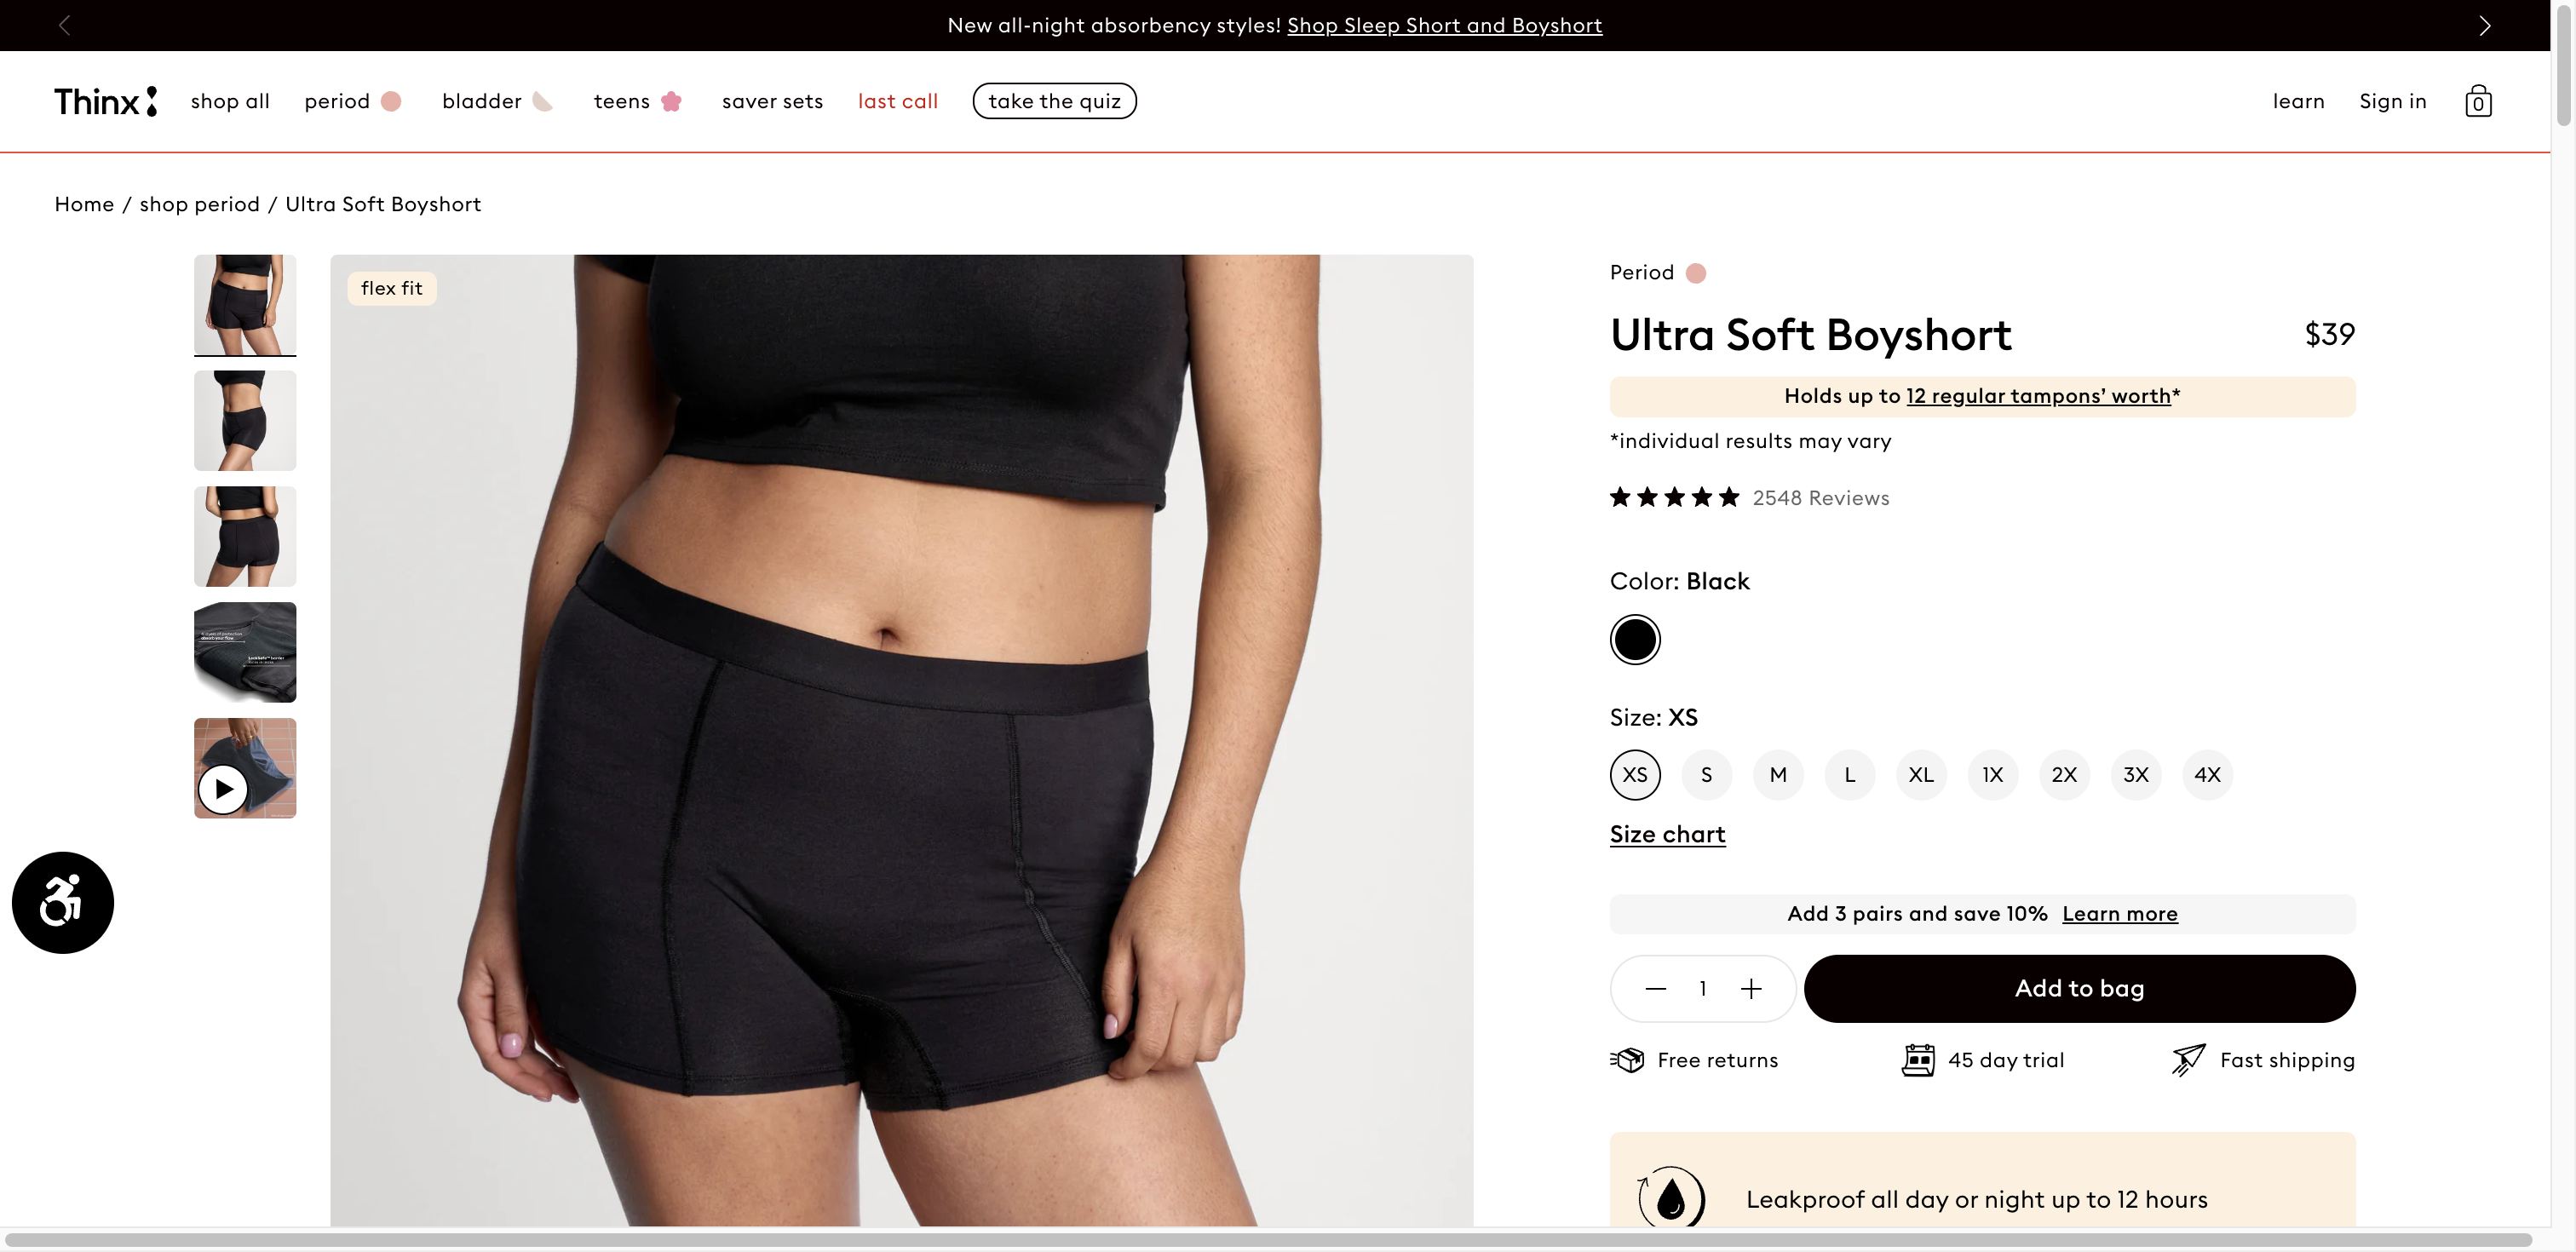 New all-night absorbency styles! Shop Sleep Short and Boyshort
Thinx
shop all
period
bladder
teens
saver sets
last call
take the quiz
learn
Sign in
0
Home / shop period / Ultra Soft Boyshort
flex fit
Period
Ultra Soft Boyshort
$39
Holds up to 12 regular tampons’ worth*
*individual results may vary
2548 Reviews
Color: Black
Size: XS
XS S M L XL 1X 2X 3X 4X
Size chart
Add 3 pairs and save 10% Learn more
1
Add to bag
Free returns
45 day trial
Fast shipping
Leakproof all day or night up to 12 hours